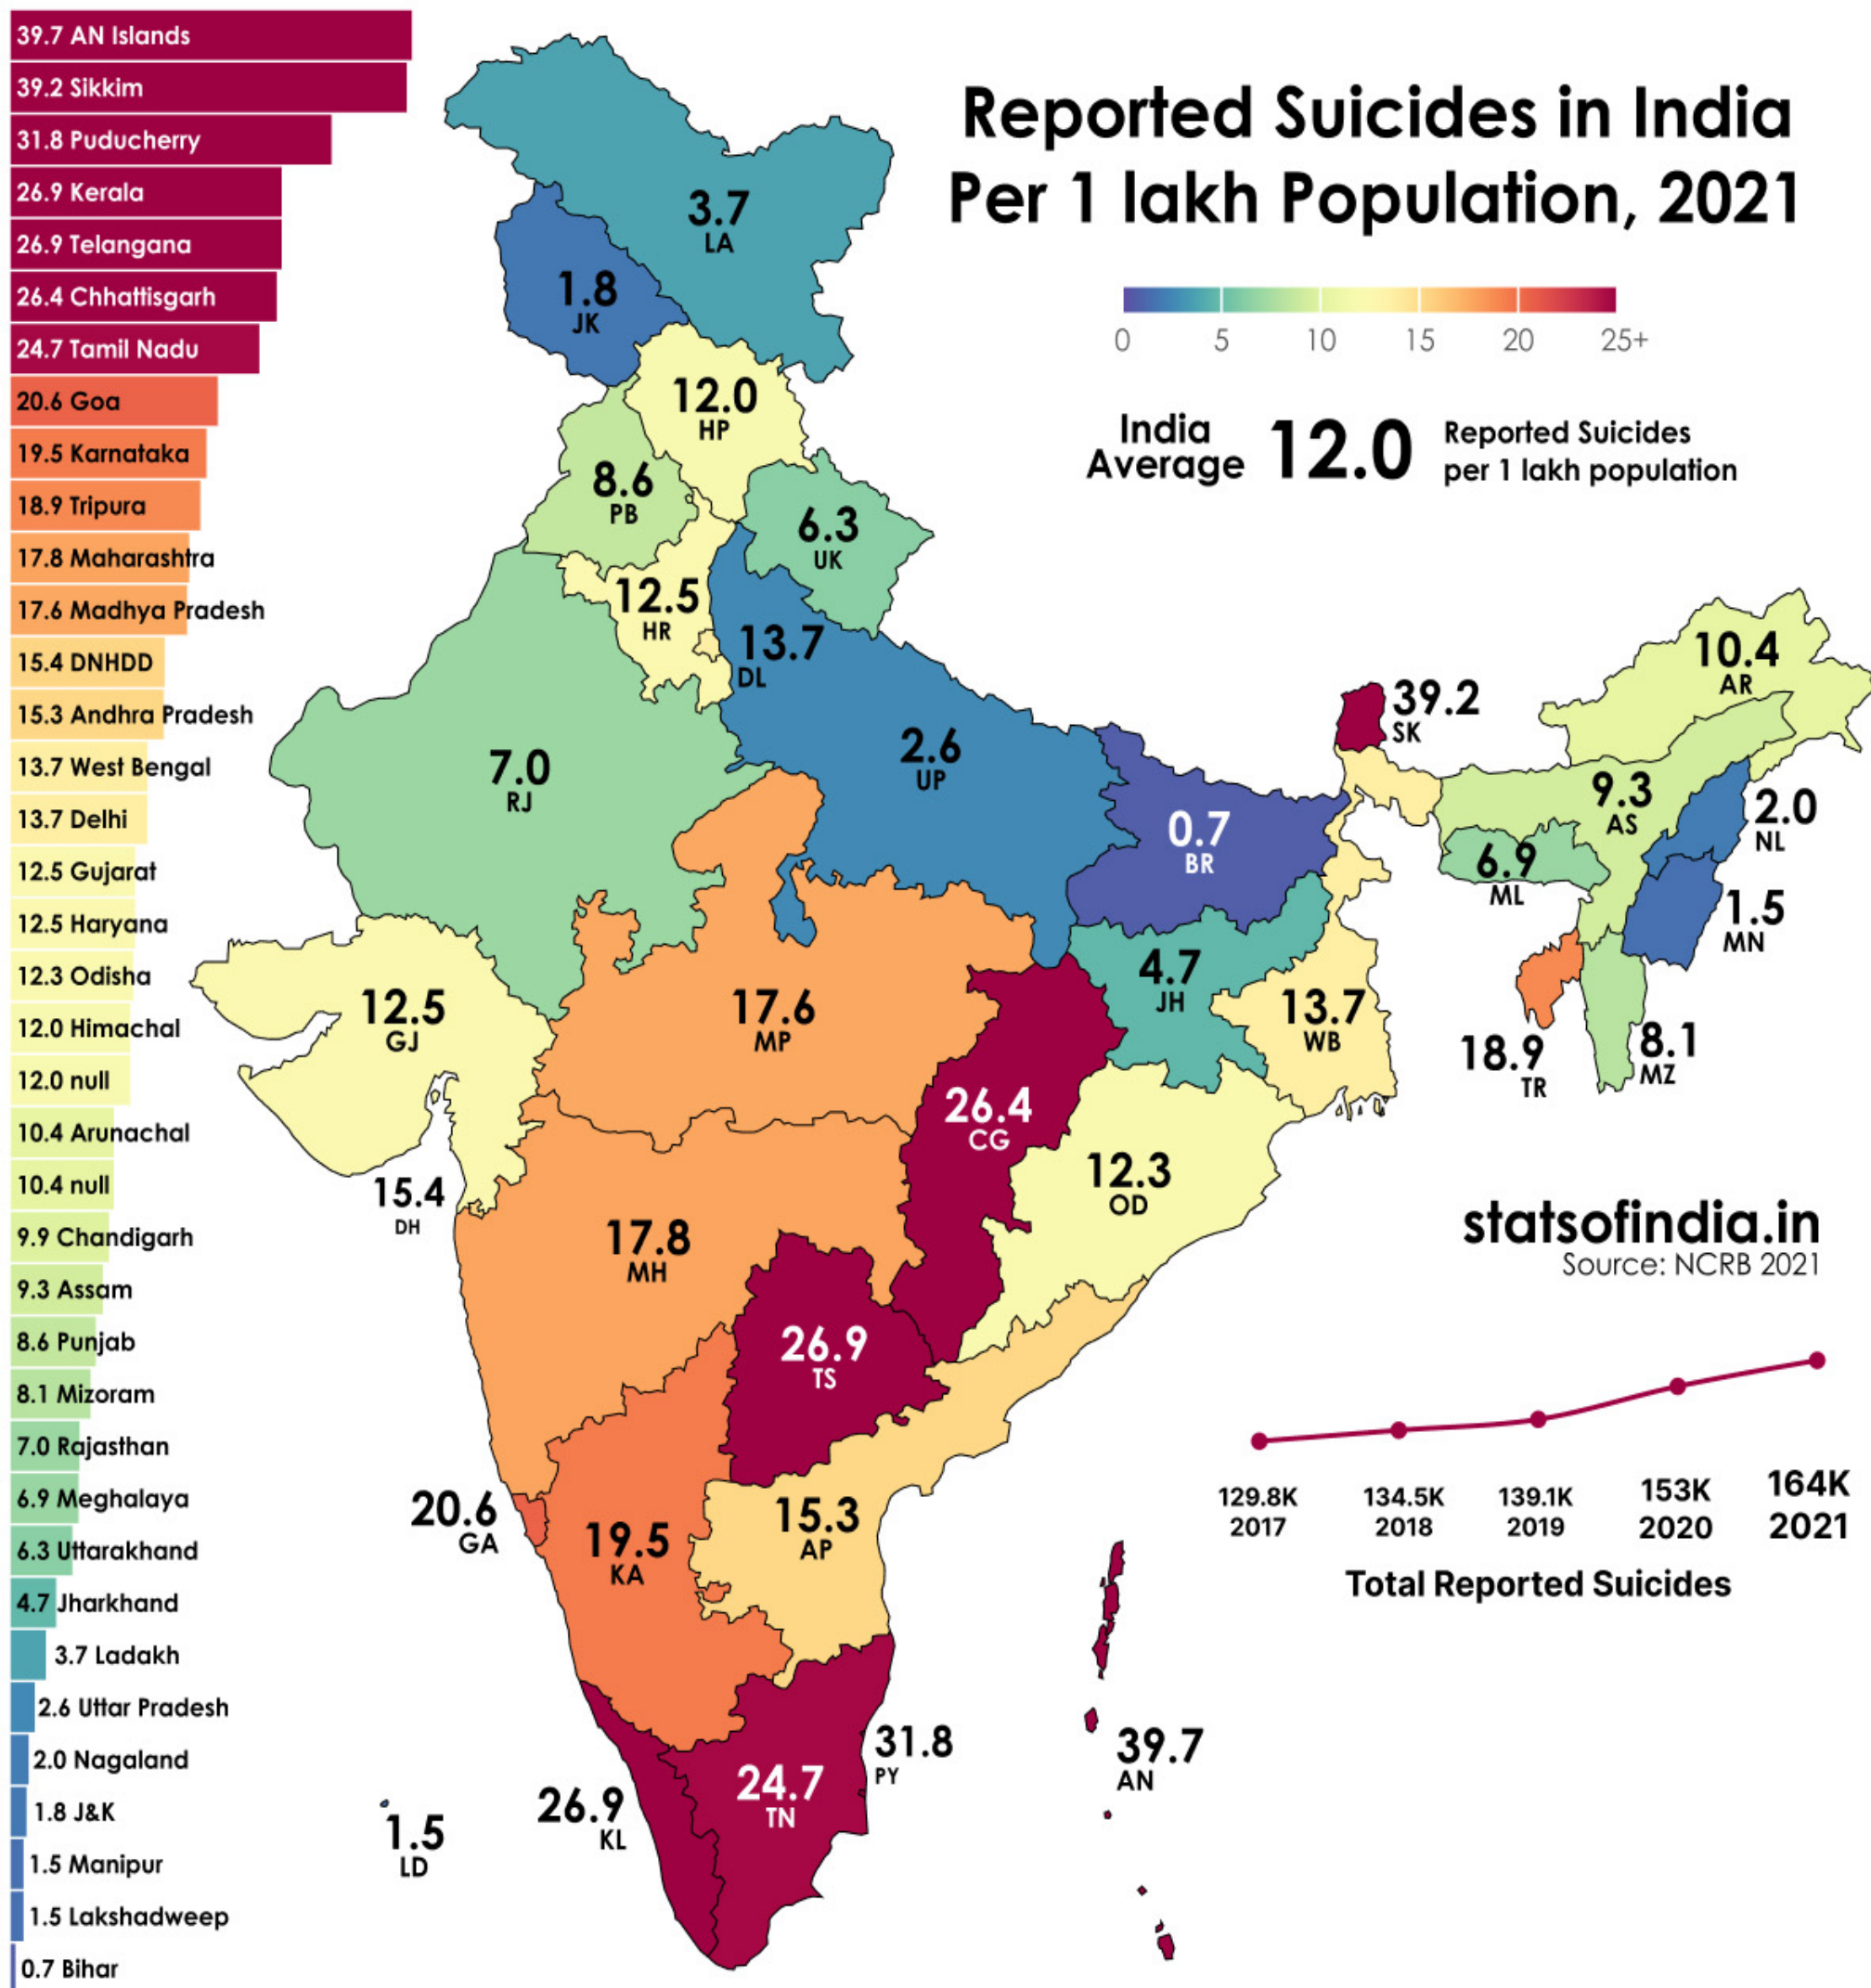 39.7 AN Islands
39.2 Sikkim
31.8 Puducherry
26.9 Kerala
26.9 Telangana
26.4 Chhattisgarh
24.7 Tamil Nadu
20.6 Goa
19.5 Karnataka
18.9 Tripura
17.8 Maharashtra
17.6 Madhya Pradesh
15.4 DNHDD
15.3 Andhra Pradesh
13.7 West Bengal
13.7 Delhi
12.5 Gujarat
12.5 Haryana
12.3 Odisha
12.0 Himachal
12.0 null
10.4 Arunachal
10.4 null
9.9 Chandigarh
9.3 Assam
8.6 Punjab
8.1 Mizoram
7.0 Rajasthan
6.9 Meghalaya
6.3 Uttarakhand
4.7 Jharkhand
3.7 Ladakh
2.6 Uttar Pradesh
2.0 Nagaland
1.8 J&K
1.5 Manipur
1.5 Lakshadweep
0.7 Bihar
Reported Suicides in India
Per 1 lakh Population, 2021
0 5 10 15 20 25+
India
Average
12.0
Reported Suicides
per 1 lakh population
3.7
LA
1.8
JK
12.0
HP
8.6
PB
6.3
UK
12.5
HR
13.7
DL
7.0
RJ
2.6
UP
0.7
BR
39.2
SK
10.4
AR
9.3
AS
2.0
NL
6.9
ML
1.5
MN
18.9
TR
8.1
MZ
12.5
GJ
17.6
MP
4.7
JH
13.7
WB
26.4
CG
12.3
OD
15.4
DH
17.8
MH
26.9
TS
20.6
GA
19.5
KA
15.3
AP
31.8
PY
24.7
TN
26.9
KL
1.5
LD
39.7
AN
statsofindia.in
Source: NCRB 2021
129.8K 134.5K 139.1K 153K 164K
2017 2018 2019 2020 2021
Total Reported Suicides